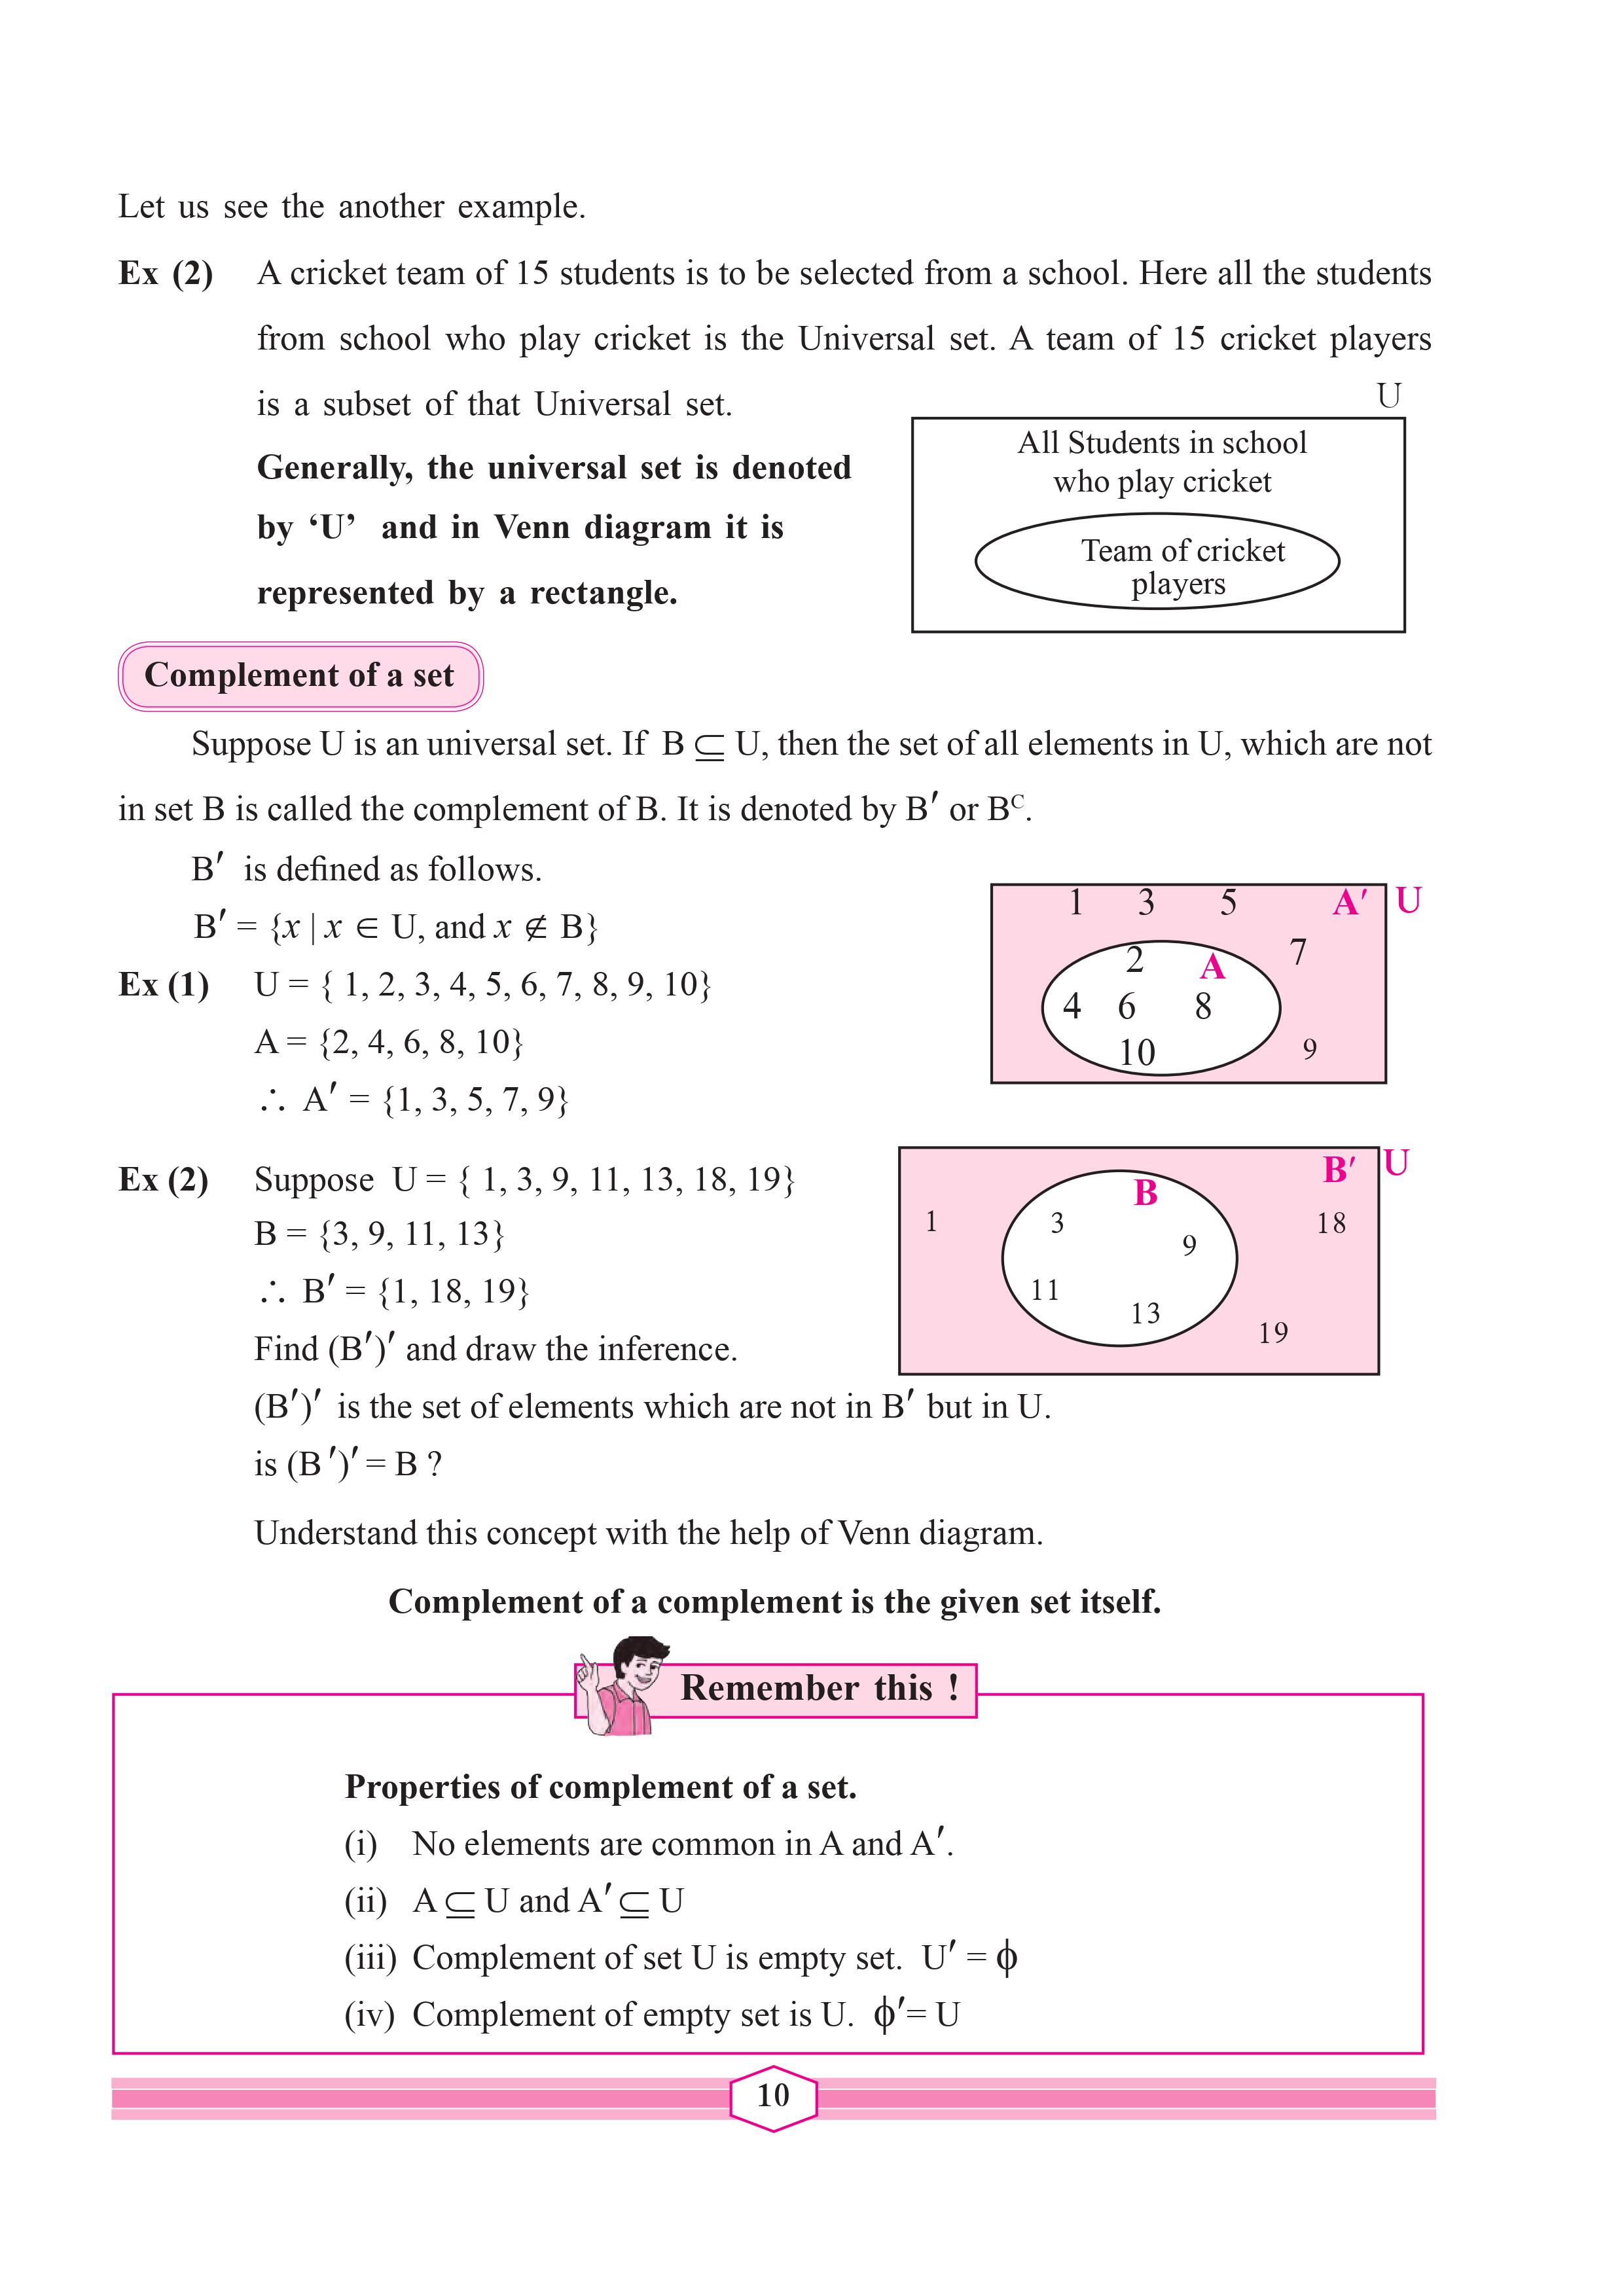 Let us see the another example.
Ex (2) A cricket team of 15 students is to be selected from a school. Here all the students
from school who play cricket is the Universal set. A team of 15 cricket players
is a subset of that Universal set.
Generally, the universal set is denoted
by ‘U’ and in Venn diagram it is
represented by a rectangle.
U
All Students in school
who play cricket
Team of cricket
players
Complement of a set
Suppose U is an universal set. If B ⊆ U, then the set of all elements in U, which are not
in set B is called the complement of B. It is denoted by B′ or Bᶜ.
B′ is defined as follows.
B′ = {x | x ∈ U, and x ∉ B}
Ex (1) U = { 1, 2, 3, 4, 5, 6, 7, 8, 9, 10}
A = {2, 4, 6, 8, 10}
∴ A′ = {1, 3, 5, 7, 9}
1 3 5 A′ U
2 A 7
4 6 8
10 9
Ex (2) Suppose U = { 1, 3, 9, 11, 13, 18, 19}
B = {3, 9, 11, 13}
∴ B′ = {1, 18, 19}
Find (B′)′ and draw the inference.
(B′)′ is the set of elements which are not in B′ but in U.
is (B′)′ = B ?
B′ U
B
1 3 18
9
11
13
19
Understand this concept with the help of Venn diagram.
Complement of a complement is the given set itself.
Remember this !
Properties of complement of a set.
(i) No elements are common in A and A′.
(ii) A ⊆ U and A′ ⊆ U
(iii) Complement of set U is empty set. U′ = ϕ
(iv) Complement of empty set is U. ϕ′= U
10